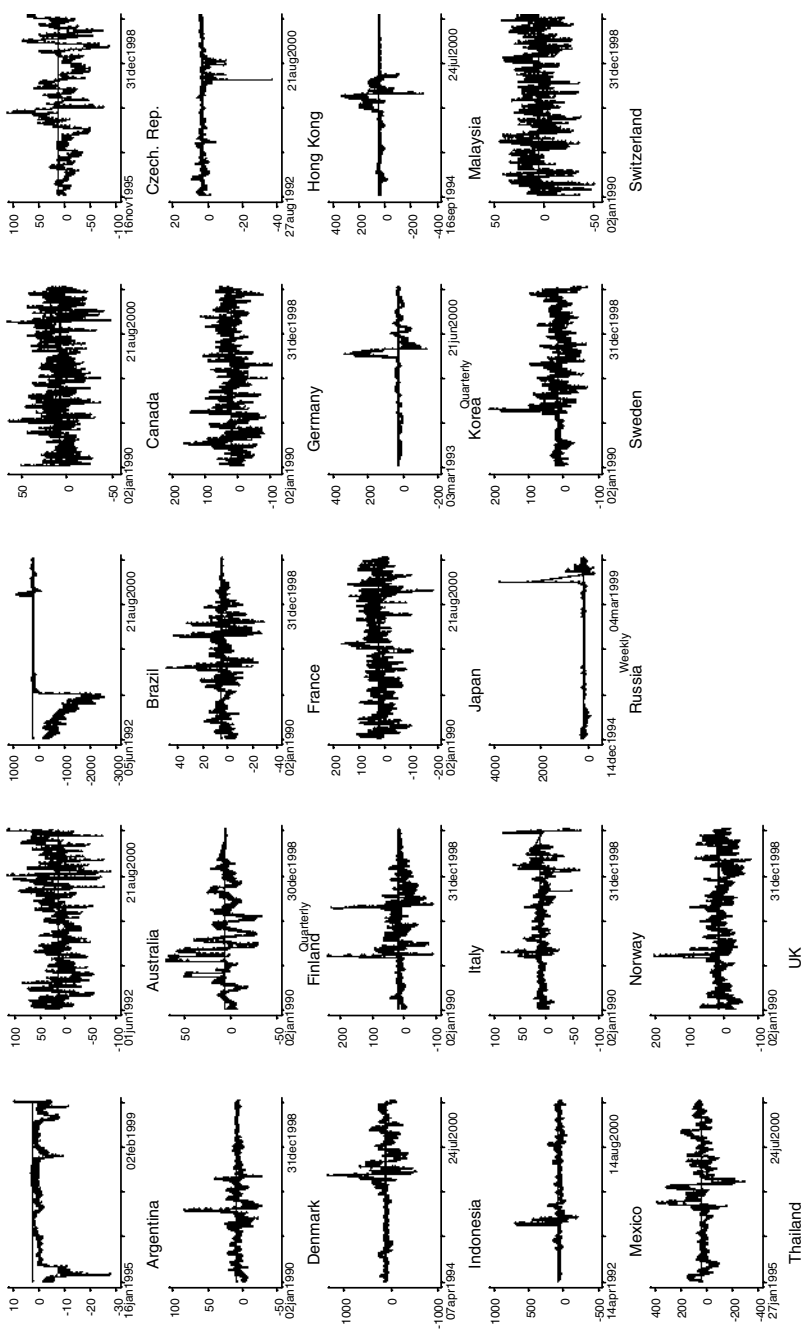 10
0
-10
-20
-30
16jan1995 02feb1999
Argentina
100
50
0
-50
-100
01jun1992 21aug2000
Australia
1000
0
-1000
-2000
-3000
05jun1992 21aug2000
Brazil
50
0
-50
02jan1990 21aug2000
Canada
100
50
0
-50
-100
16nov1995 31dec1998
Czech. Rep.
100
50
0
-50
02jan1990 31dec1998
Denmark
50
0
-50
02jan1990 30dec1998
Quarterly
Finland
40
20
0
-20
-40
02jan1990 31dec1998
France
200
100
0
-100
02jan1990 31dec1998
Germany
20
0
-20
-40
27aug1992 21aug2000
Hong Kong
1000
0
-1000
07apr1994 24jul2000
Indonesia
200
100
0
-100
02jan1990 31dec1998
Italy
200
100
0
-100
-200
02jan1990 21aug2000
Japan
400
200
0
-200
03mar1993 21jun2000
Quarterly
Korea
400
200
0
-200
-400
16sep1994 24jul2000
Malaysia
1000
500
0
-500
14apr1992 14aug2000
Mexico
100
50
0
-50
-100
02jan1990 31dec1998
Norway
4000
2000
0
14dec1994 04mar1999
Weekly
Russia
200
100
0
-100
02jan1990 31dec1998
Sweden
50
0
-50
02jan1990 31dec1998
Switzerland
400
200
0
-200
-400
27jan1995 24jul2000
Thailand
200
100
0
-100
02jan1990 31dec1998
UK